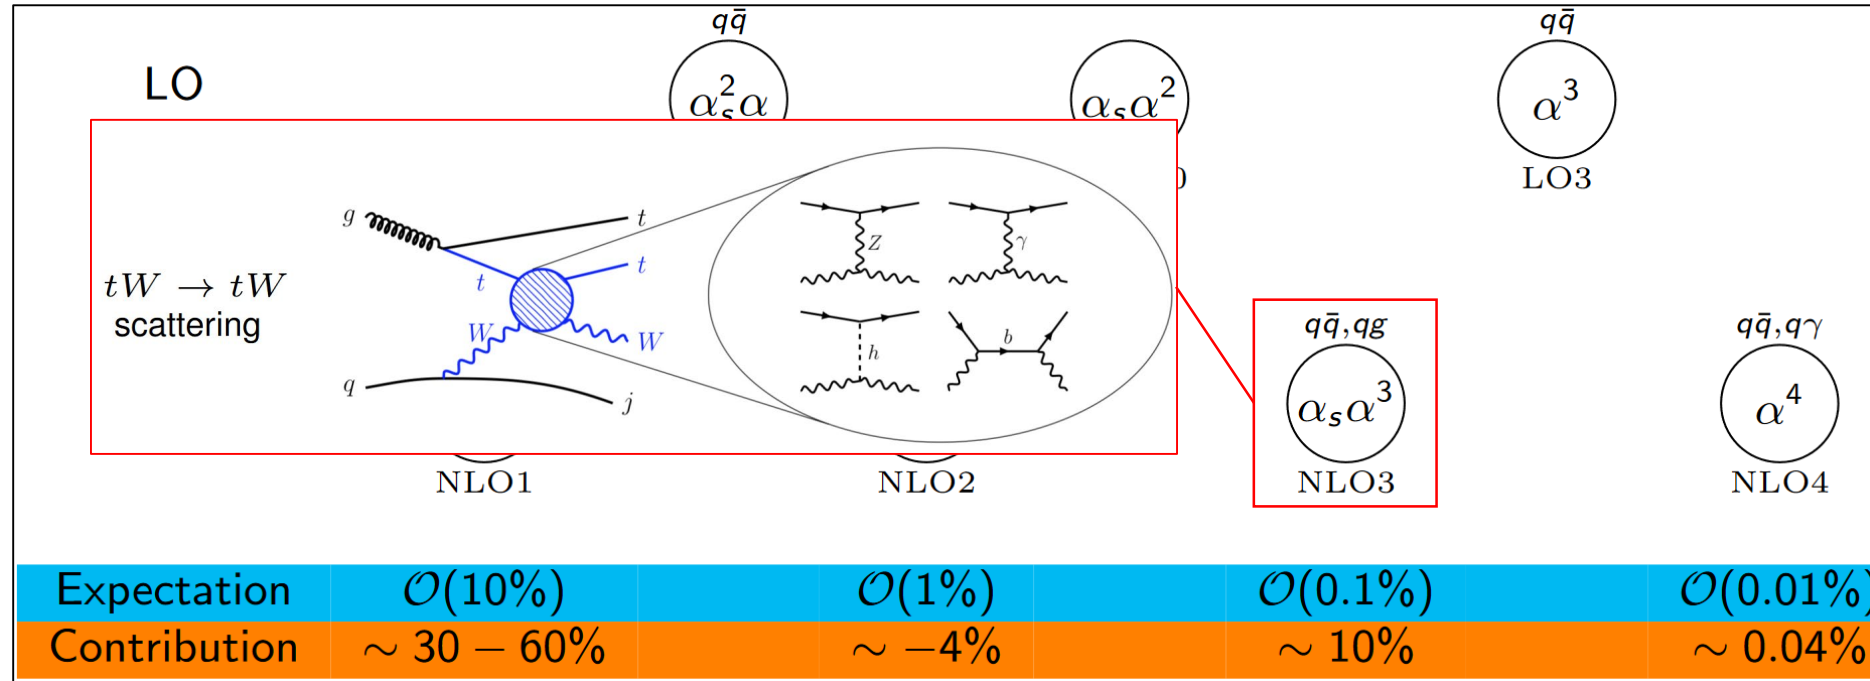 qq̄ qq̄
LO α_s^2α α_sα^2 α^3
0 LO3
g t
t t
tW → tW
scattering
W W
q j
Z γ
h b
qq̄,qg qq̄,qγ
α_sα^3 α^4
NLO1 NLO2 NLO3 NLO4
Expectation 𝒪(10%) 𝒪(1%) 𝒪(0.1%) 𝒪(0.01%)
Contribution ∼ 30 − 60% ∼ −4% ∼ 10% ∼ 0.04%